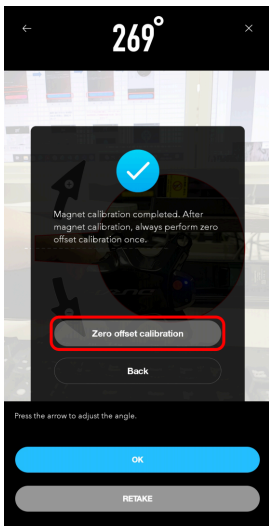 269°
Magnet calibration completed. After
magnet calibration, always perform zero
offset calibration once.
Zero offset calibration
Back
Press the arrow to adjust the angle.
OK
RETAKE